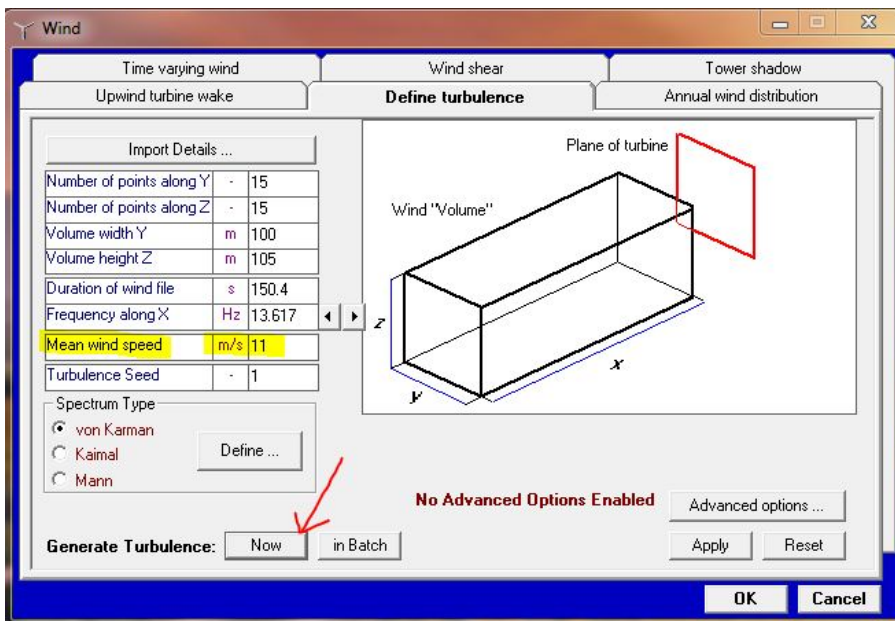 Wind
Time varying wind
Wind shear
Tower shadow
Upwind turbine wake
Define turbulence
Annual wind distribution
Import Details ...
Number of points along Y - 15
Number of points along Z - 15
Volume width Y m 100
Volume height Z m 105
Duration of wind file s 150.4
Frequency along X Hz 13.617
Mean wind speed m/s 11
Turbulence Seed - 1
Spectrum Type
von Karman
Kaimal
Mann
Define ...
Plane of turbine
Wind "Volume"
z
x
y
No Advanced Options Enabled
Advanced options ...
Generate Turbulence: Now in Batch
Apply Reset
OK Cancel